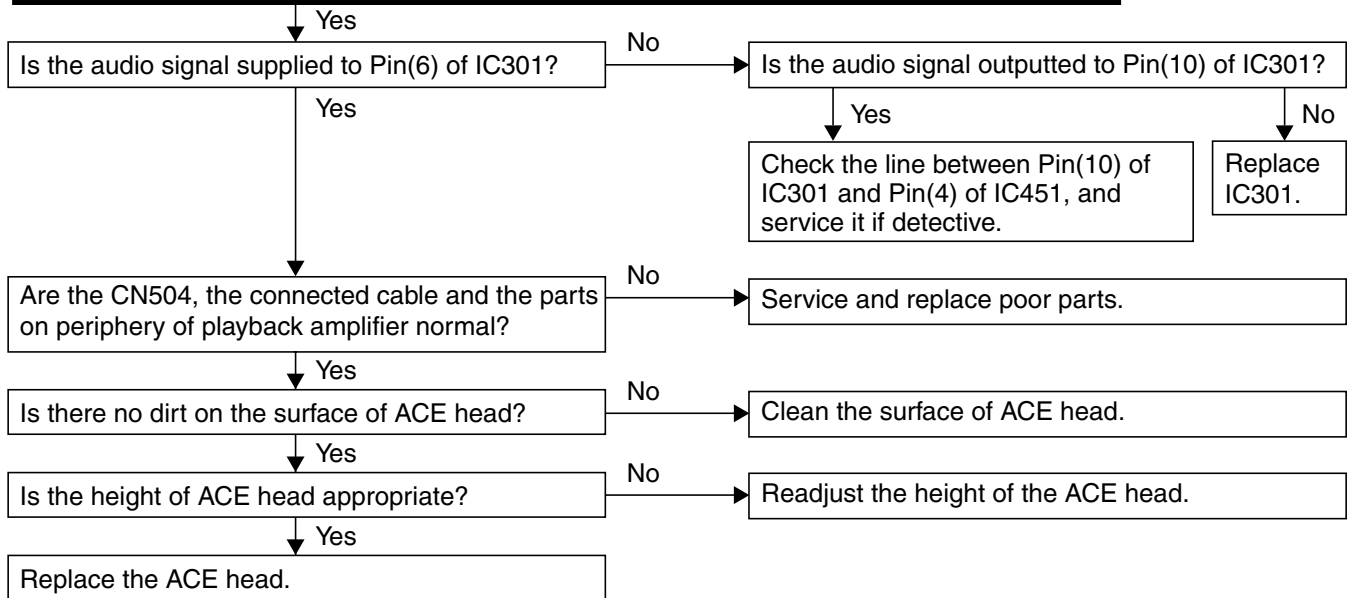 Yes
Is the audio signal supplied to Pin(6) of IC301?
No
Is the audio signal outputted to Pin(10) of IC301?
Yes
Yes
No
Check the line between Pin(10) of
IC301 and Pin(4) of IC451, and
service it if detective.
Replace
IC301.
Are the CN504, the connected cable and the parts
on periphery of playback amplifier normal?
No
Service and replace poor parts.
Yes
Is there no dirt on the surface of ACE head?
No
Clean the surface of ACE head.
Yes
Is the height of ACE head appropriate?
No
Readjust the height of the ACE head.
Yes
Replace the ACE head.